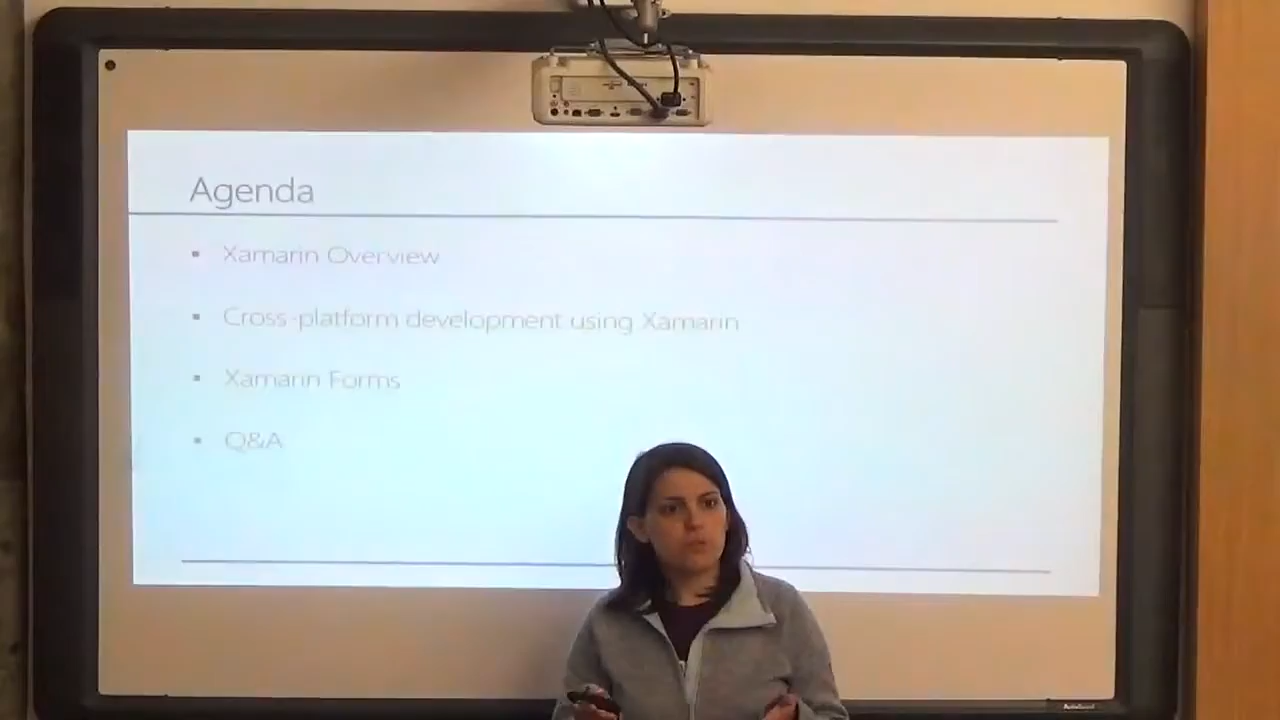 Agenda
▪ Xamarin Overview
▪ Cross-platform development using Xamarin
▪ Xamarin Forms
▪ Q&A